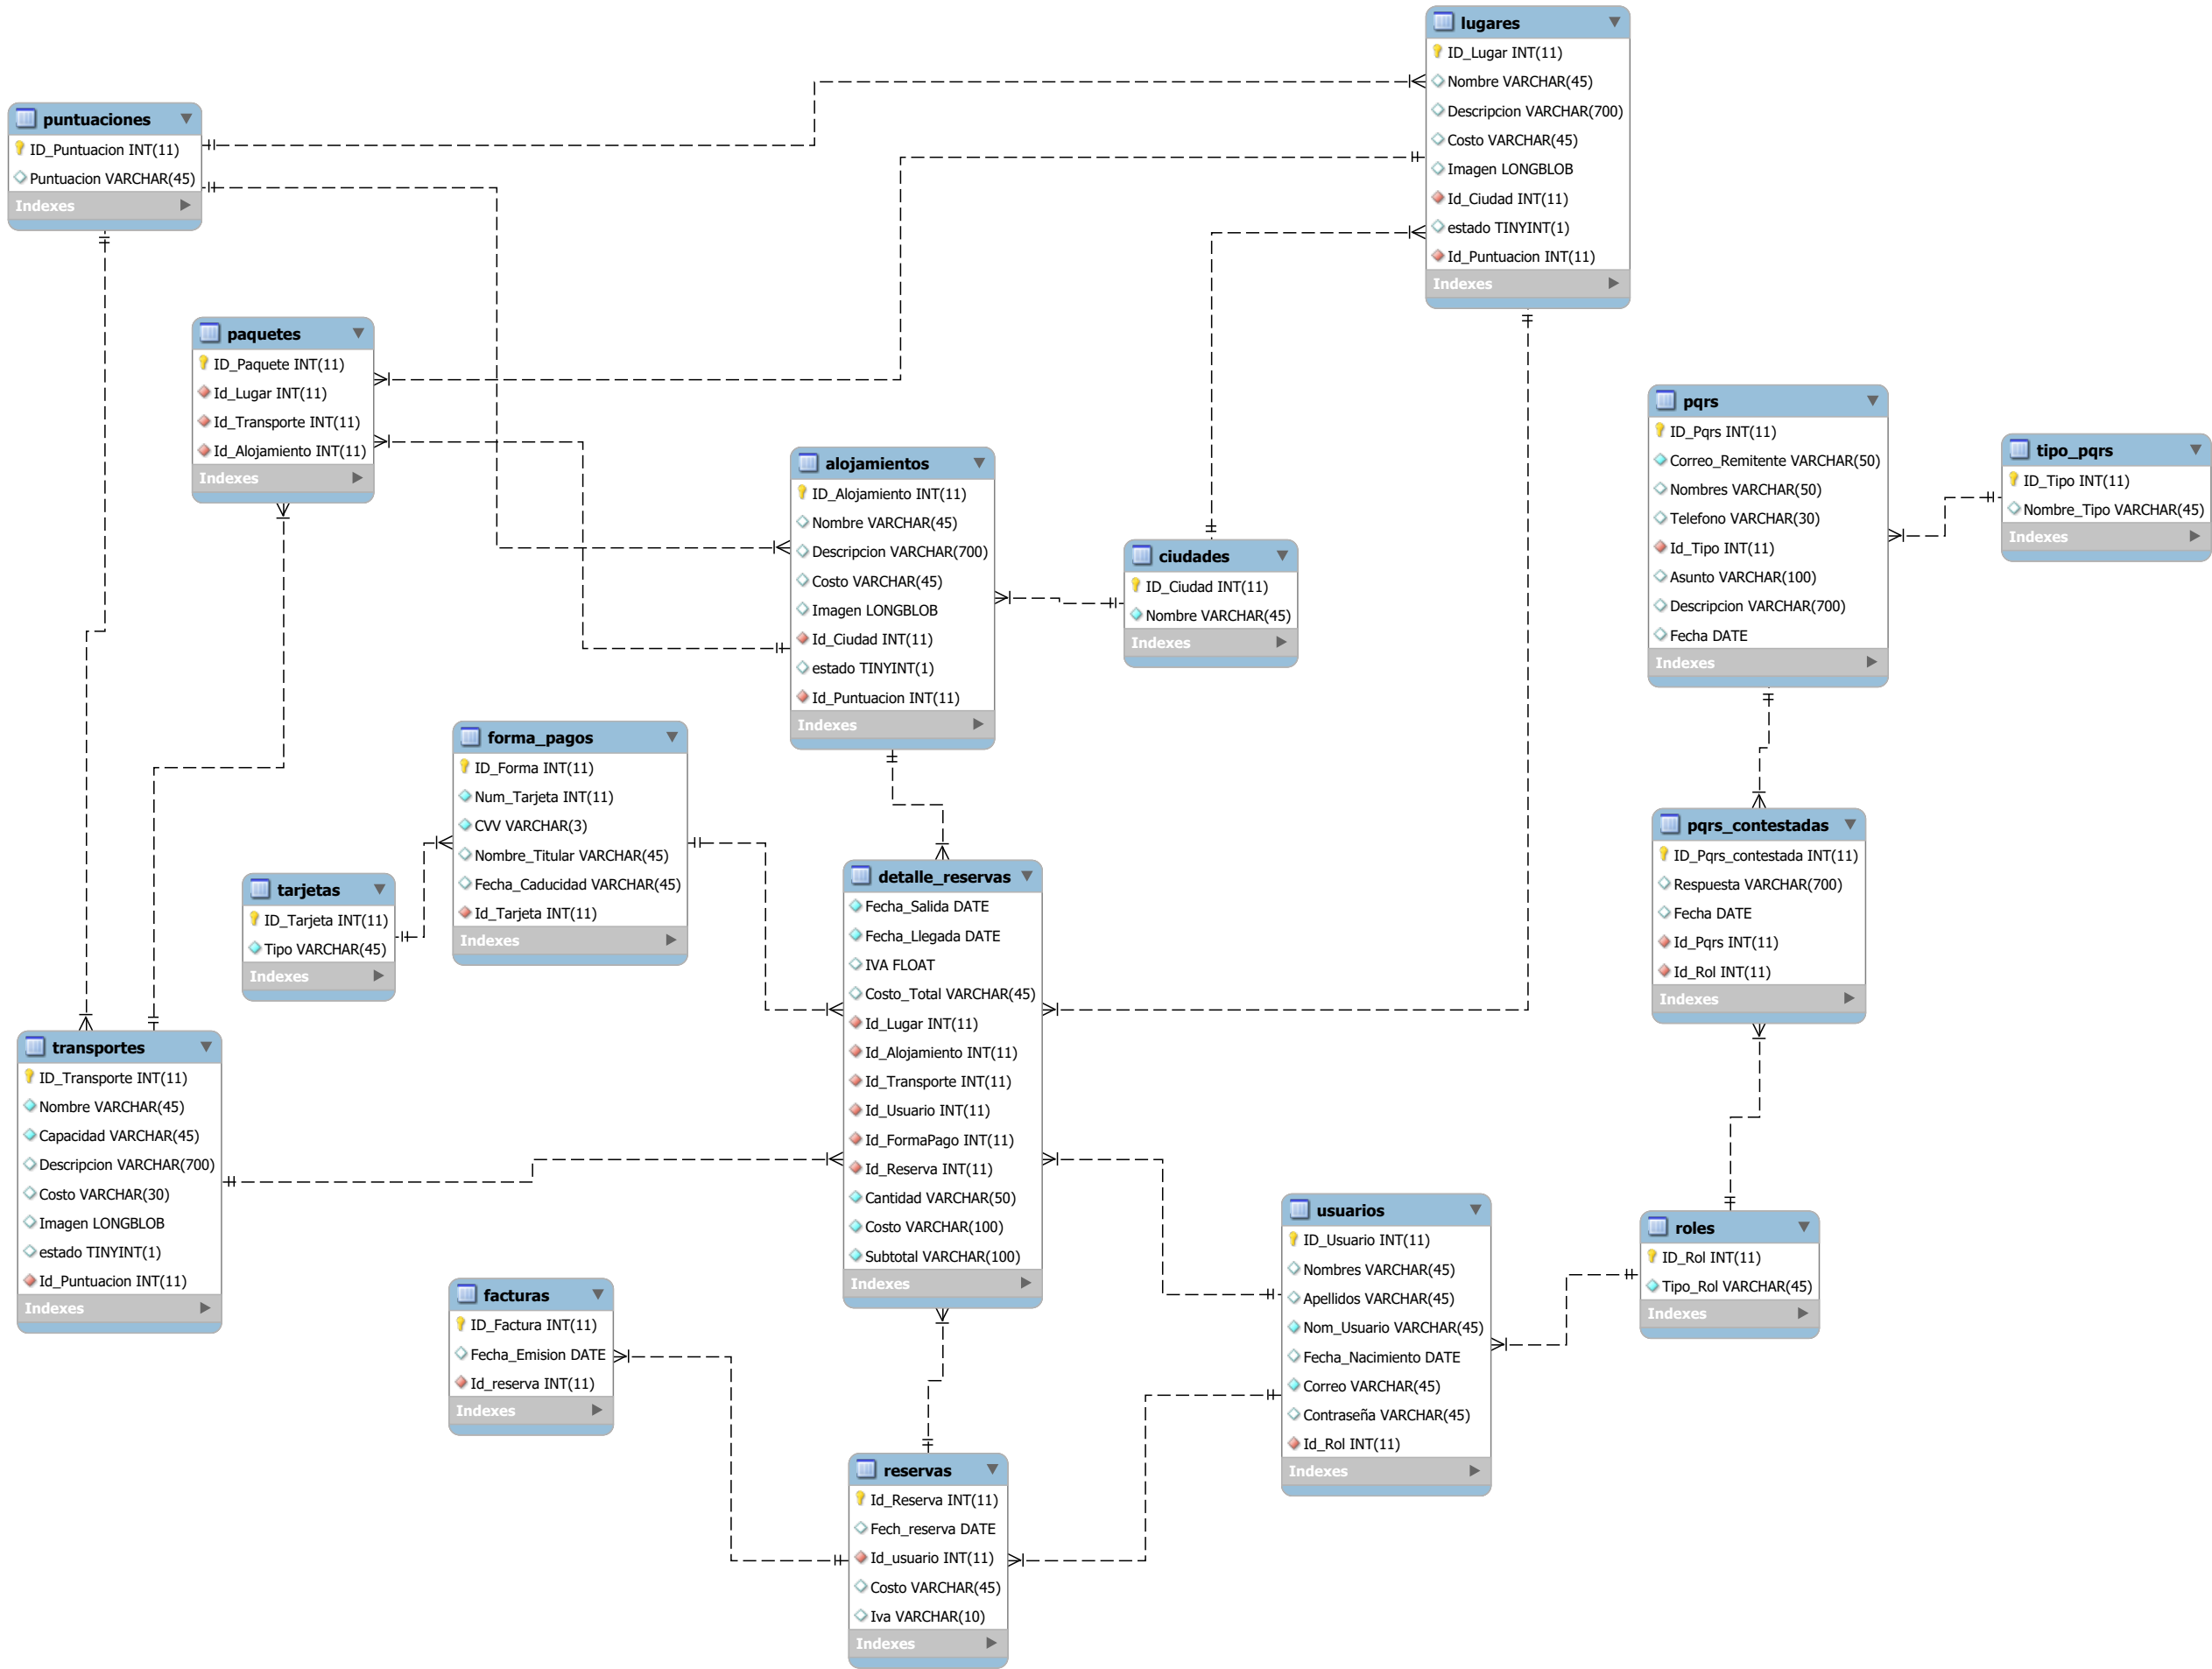 lugares
ID_Lugar INT(11)
Nombre VARCHAR(45)
Descripcion VARCHAR(700)
Costo VARCHAR(45)
Imagen LONGBLOB
Id_Ciudad INT(11)
estado TINYINT(1)
Id_Puntuacion INT(11)
Indexes
puntuaciones
ID_Puntuacion INT(11)
Puntuacion VARCHAR(45)
Indexes
paquetes
ID_Paquete INT(11)
Id_Lugar INT(11)
Id_Transporte INT(11)
Id_Alojamiento INT(11)
Indexes
pqrs
ID_Pqrs INT(11)
Correo_Remitente VARCHAR(50)
Nombres VARCHAR(50)
Telefono VARCHAR(30)
Id_Tipo INT(11)
Asunto VARCHAR(100)
Descripcion VARCHAR(700)
Fecha DATE
Indexes
tipo_pqrs
ID_Tipo INT(11)
Nombre_Tipo VARCHAR(45)
Indexes
alojamientos
ID_Alojamiento INT(11)
Nombre VARCHAR(45)
Descripcion VARCHAR(700)
Costo VARCHAR(45)
Imagen LONGBLOB
Id_Ciudad INT(11)
estado TINYINT(1)
Id_Puntuacion INT(11)
Indexes
ciudades
ID_Ciudad INT(11)
Nombre VARCHAR(45)
Indexes
forma_pagos
ID_Forma INT(11)
Num_Tarjeta INT(11)
CVV VARCHAR(3)
Nombre_Titular VARCHAR(45)
Fecha_Caducidad VARCHAR(45)
Id_Tarjeta INT(11)
Indexes
pqrs_contestadas
ID_Pqrs_contestada INT(11)
Respuesta VARCHAR(700)
Fecha DATE
Id_Pqrs INT(11)
Id_Rol INT(11)
Indexes
tarjetas
ID_Tarjeta INT(11)
Tipo VARCHAR(45)
Indexes
detalle_reservas
Fecha_Salida DATE
Fecha_Llegada DATE
IVA FLOAT
Costo_Total VARCHAR(45)
Id_Lugar INT(11)
Id_Alojamiento INT(11)
Id_Transporte INT(11)
Id_Usuario INT(11)
Id_FormaPago INT(11)
Id_Reserva INT(11)
Cantidad VARCHAR(50)
Costo VARCHAR(100)
Subtotal VARCHAR(100)
Indexes
transportes
ID_Transporte INT(11)
Nombre VARCHAR(45)
Capacidad VARCHAR(45)
Descripcion VARCHAR(700)
Costo VARCHAR(30)
Imagen LONGBLOB
estado TINYINT(1)
Id_Puntuacion INT(11)
Indexes
usuarios
ID_Usuario INT(11)
Nombres VARCHAR(45)
Apellidos VARCHAR(45)
Nom_Usuario VARCHAR(45)
Fecha_Nacimiento DATE
Correo VARCHAR(45)
Contraseña VARCHAR(45)
Id_Rol INT(11)
Indexes
roles
ID_Rol INT(11)
Tipo_Rol VARCHAR(45)
Indexes
facturas
ID_Factura INT(11)
Fecha_Emision DATE
Id_reserva INT(11)
Indexes
reservas
Id_Reserva INT(11)
Fech_reserva DATE
Id_usuario INT(11)
Costo VARCHAR(45)
Iva VARCHAR(10)
Indexes